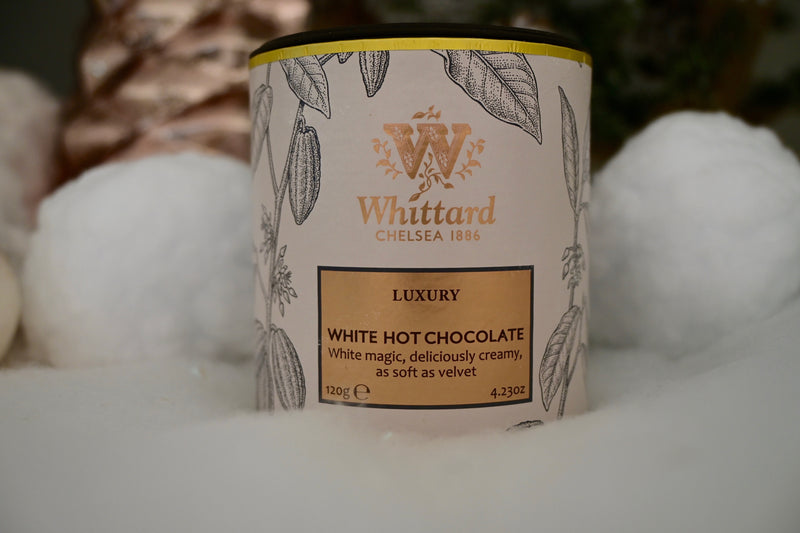 W
Whittard
CHELSEA 1886
LUXURY
WHITE HOT CHOCOLATE
White magic, deliciously creamy,
as soft as velvet
120g ℮ 4.23oz